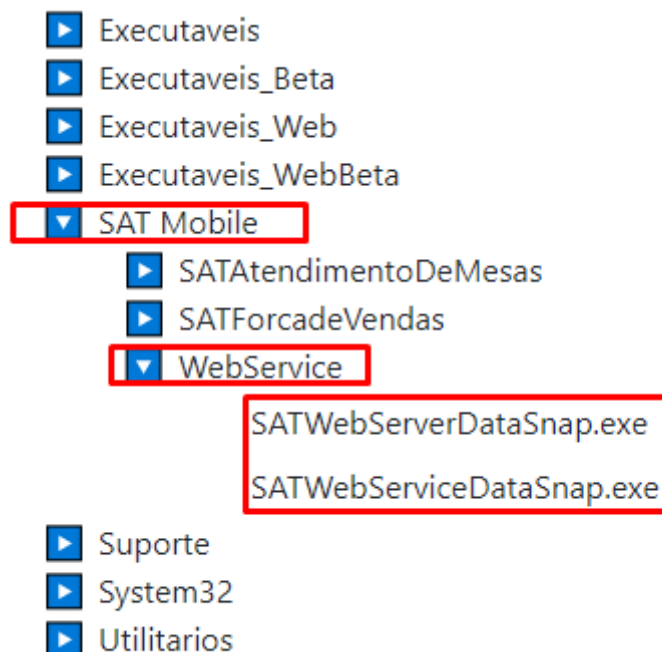 Executaveis
Executaveis_Beta
Executaveis_Web
Executaveis_WebBeta
SAT Mobile
SATAtendimentoDeMesas
SATForcadeVendas
WebService
SATWebServerDataSnap.exe
SATWebServiceDataSnap.exe
Suporte
System32
Utilitarios